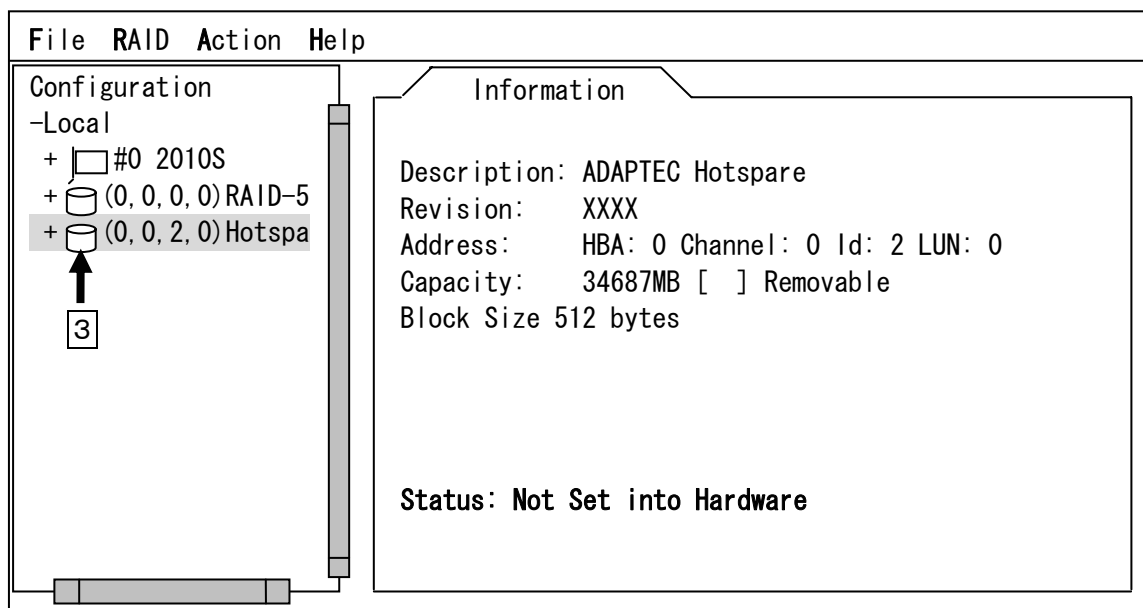 File RAID Action Help
Configuration
-Local
+ #0 2010S
+ (0,0,0,0)RAID-5
+ (0,0,2,0)Hotspa
3
Information
Description: ADAPTEC Hotspare
Revision: XXXX
Address: HBA: 0 Channel: 0 Id: 2 LUN: 0
Capacity: 34687MB [ ] Removable
Block Size 512 bytes
Status: Not Set into Hardware